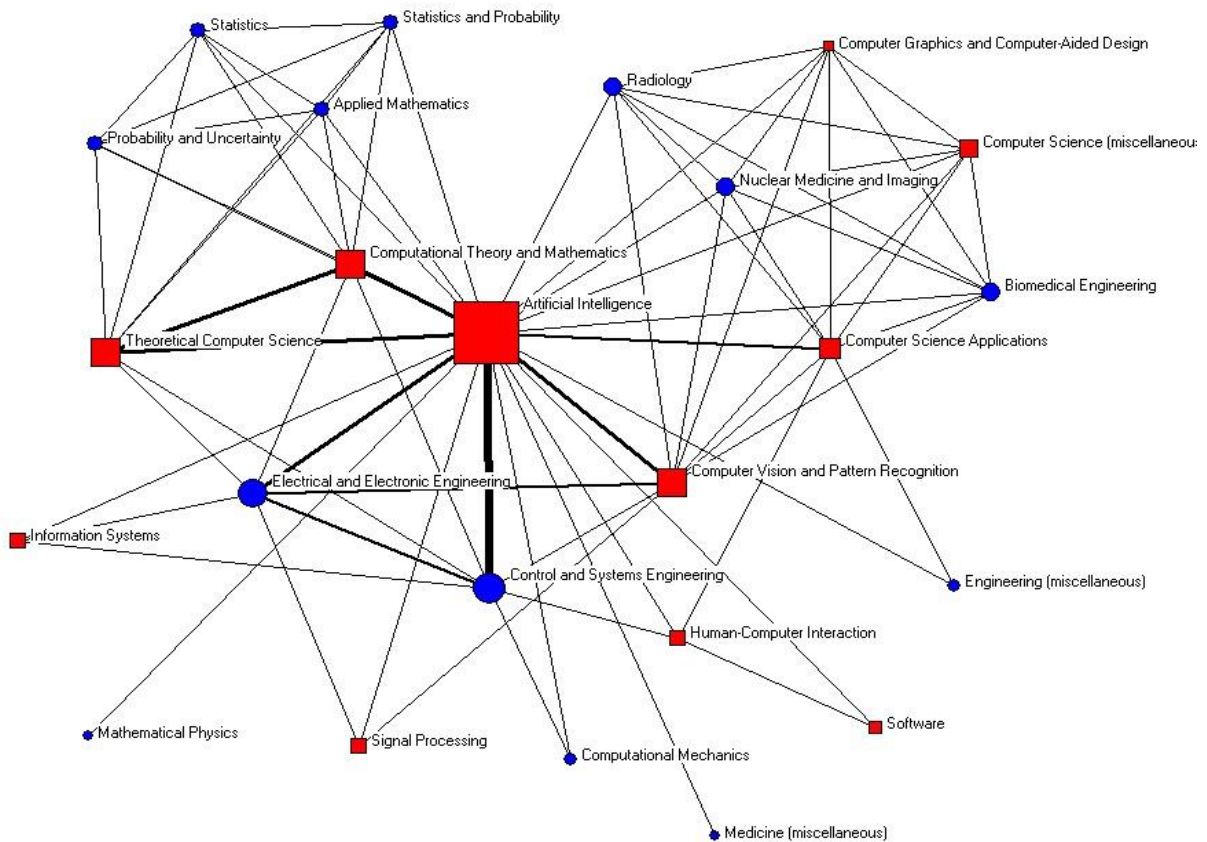 Statistics
Statistics and Probability
Computer Graphics and Computer-Aided Design
Radiology
Applied Mathematics
Probability and Uncertainty
Computer Science (miscellaneou:
Nuclear Medicine and Imaging
Computational Theory and Mathematics
Biomedical Engineering
Artificial Intelligence
Theoretical Computer Science
Computer Science Applications
Computer Vision and Pattern Recognition
Electrical and Electronic Engineering
Information Systems
Control and Systems Engineering
Engineering (miscellaneous)
Human-Computer Interaction
Software
Mathematical Physics
Signal Processing
Computational Mechanics
Medicine (miscellaneous)